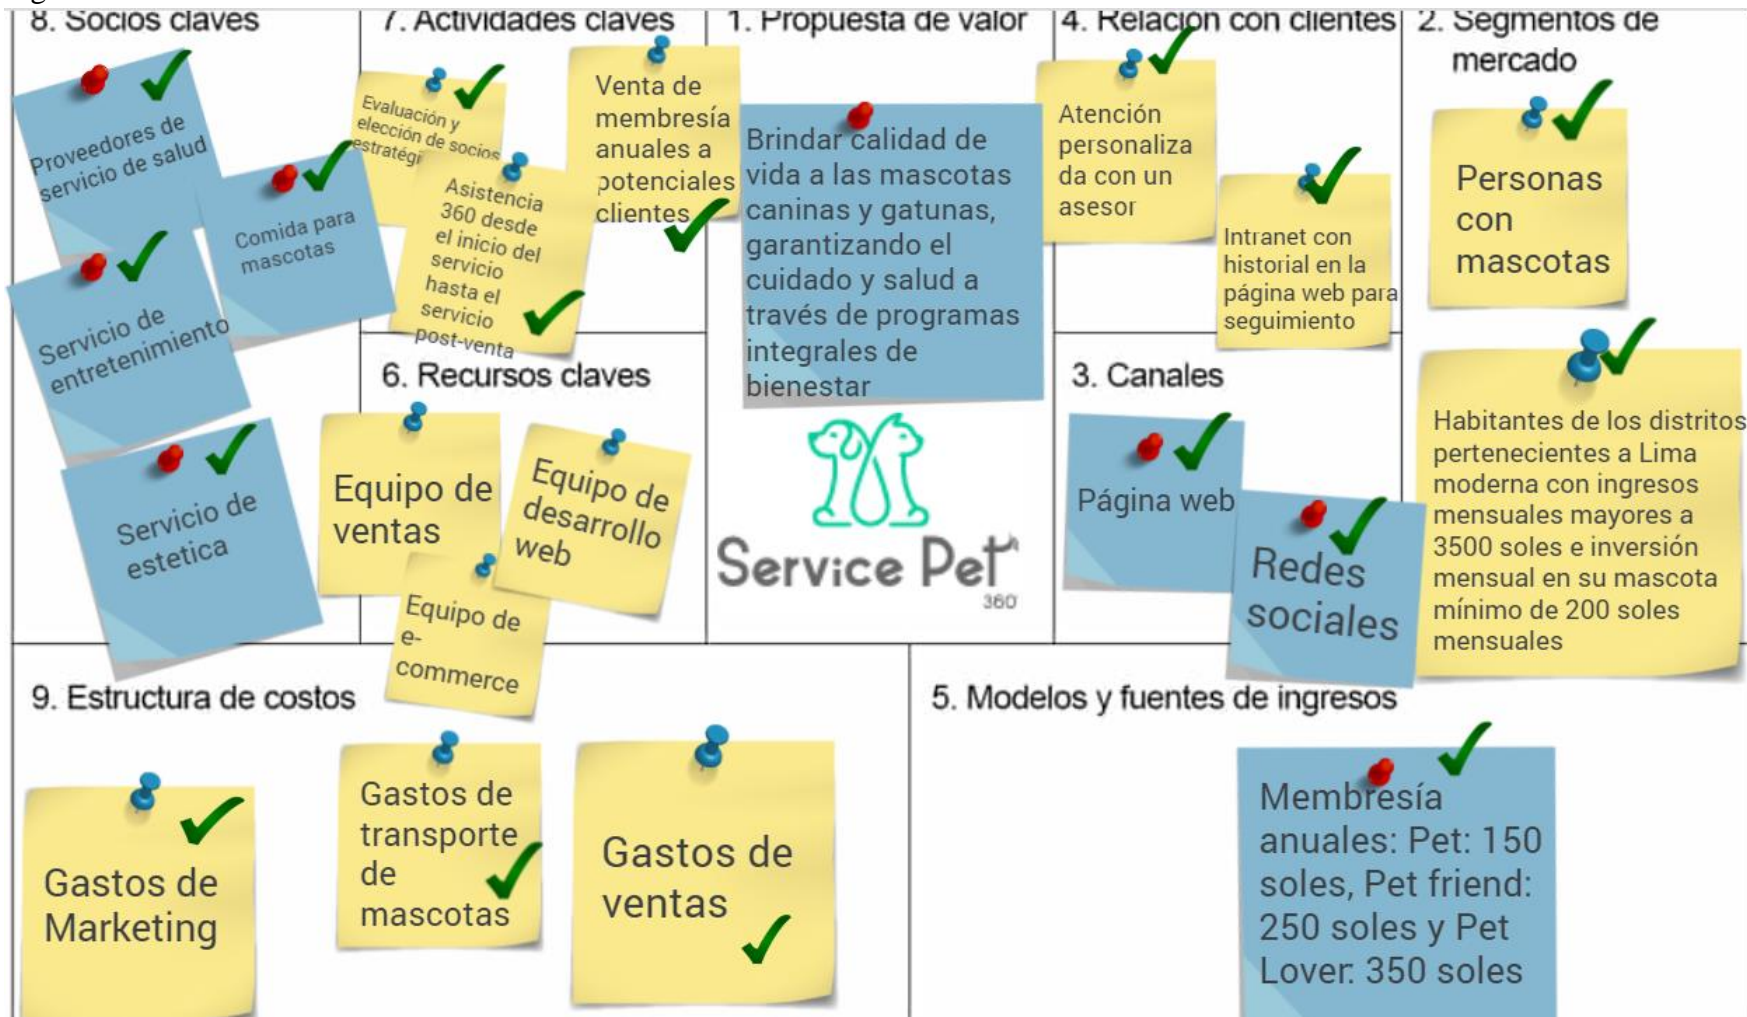 8. Socios claves
Proveedores de
servicio de salud
Comida para
mascotas
Servicio de
entretenimiento
Servicio de
estetica
7. Actividades claves
Evaluación y
elección de socios
estratégi
Asistencia
360 desde
el inicio del
servicio
hasta el
servicio
post-venta
Venta de
membresía
anuales a
potenciales
clientes
6. Recursos claves
Equipo de
ventas
Equipo de
desarrollo
web
Equipo de
e-
commerce
1. Propuesta de valor
Brindar calidad de
vida a las mascotas
caninas y gatunas,
garantizando el
cuidado y salud a
través de programas
integrales de
bienestar
Service Pet
360
4. Relación con clientes
Atención
personaliza
da con un
asesor
Intranet con
historial en la
página web para
seguimiento
3. Canales
Página web
Redes
sociales
2. Segmentos de
mercado
Personas
con
mascotas
Habitantes de los distritos
pertenecientes a Lima
moderna con ingresos
mensuales mayores a
3500 soles e inversión
mensual en su mascota
mínimo de 200 soles
mensuales
9. Estructura de costos
Gastos de
Marketing
Gastos de
transporte
de
mascotas
Gastos de
ventas
5. Modelos y fuentes de ingresos
Membresía
anuales: Pet: 150
soles, Pet friend:
250 soles y Pet
Lover: 350 soles